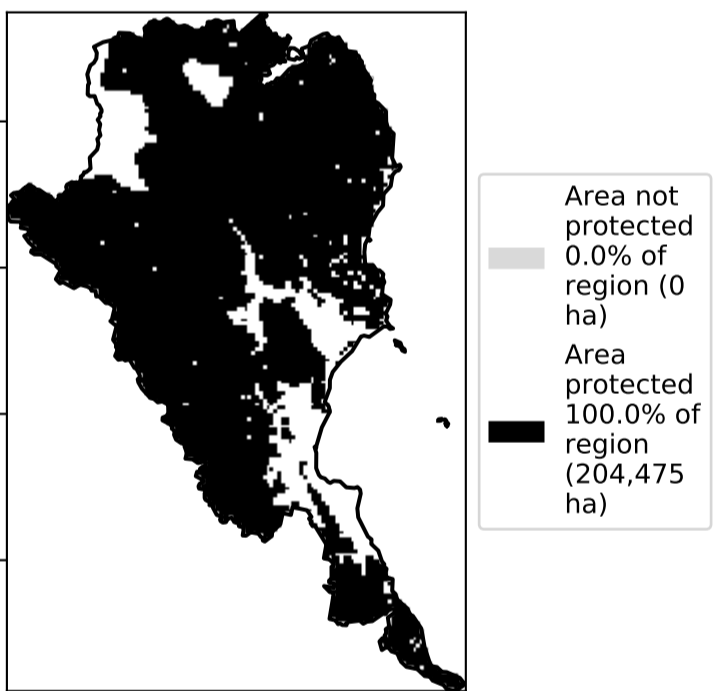 Area not
protected
0.0% of
region (0
ha)
Area
protected
100.0% of
region
(204,475
ha)